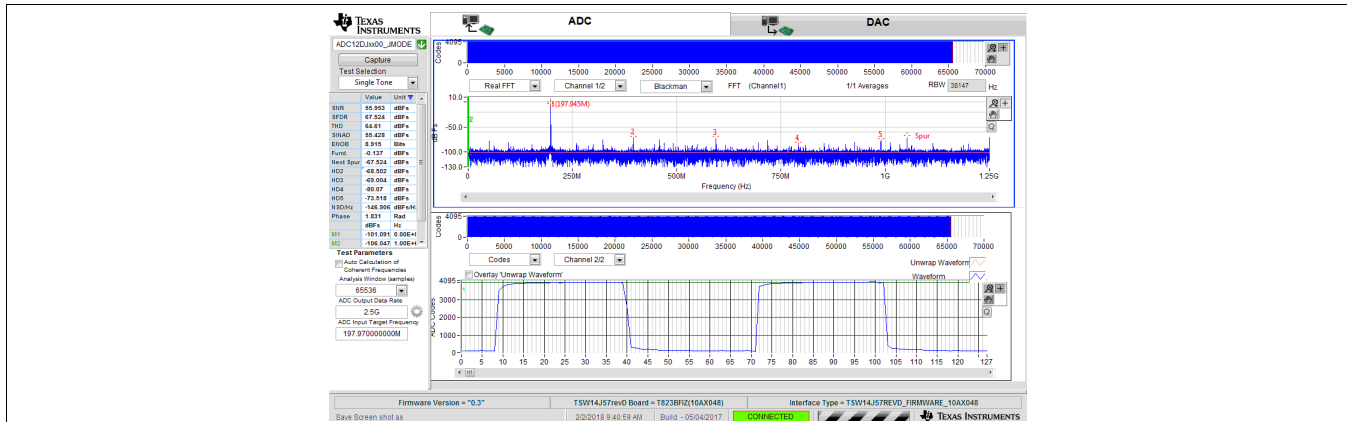 TEXAS INSTRUMENTS
ADC
DAC
ADC12DJxx00_JMODE
Capture
Test Selection
Single Tone
Value Unit
SNR 55.953 dBFs
SFDR 67.524 dBFs
THD 64.61 dBFs
SINAD 55.428 dBFs
ENOB 8.915 Bits
Fund. -0.137 dBFs
Next Spur -67.524 dBFs
HD2 -68.502 dBFs
HD3 -69.004 dBFs
HD4 -80.07 dBFs
HD5 -73.518 dBFs
NSD/Hz -146.906 dBFs/Hz
Phase 1.831 Rad
dBFs Hz
M1 -101.091 0.00E+
M2 -106.047 1.00E+
Test Parameters
Auto Calculation of
Coherent Frequencies
Analysis Window (samples)
65536
ADC Output Data Rate
2.5G
ADC Input Target Frequency
197.970000000M
Codes
4095
0
0 5000 10000 15000 20000 25000 30000 35000 40000 45000 50000 55000 60000 65000 70000
Real FFT Channel 1/2 Blackman FFT (Channel1) 1/1 Averages RBW 38147 Hz
dB Fs
10.0
-50.0
-100.0
-130.0
1(197.945M)
2 3 4 5 Spur
0 250M 500M 750M 1G 1.25G
Frequency (Hz)
Codes
4095
0
0 5000 10000 15000 20000 25000 30000 35000 40000 45000 50000 55000 60000 65000 70000
Codes Channel 2/2
Unwrap Waveform
Overlay 'Unwrap Waveform'
Waveform
ADC Codes
4095
3000
2000
1000
0
0 5 10 15 20 25 30 35 40 45 50 55 60 65 70 75 80 85 90 95 100 105 110 115 120 127
Firmware Version = "0.3"
TSW14J57revD Board = T823BFIZ(10AX048)
Interface Type = TSW14J57REVD_FIRMWARE_10AX048
Save Screen shot as
2/2/2018 9:40:59 AM
Build - 05/04/2017
CONNECTED
TEXAS INSTRUMENTS